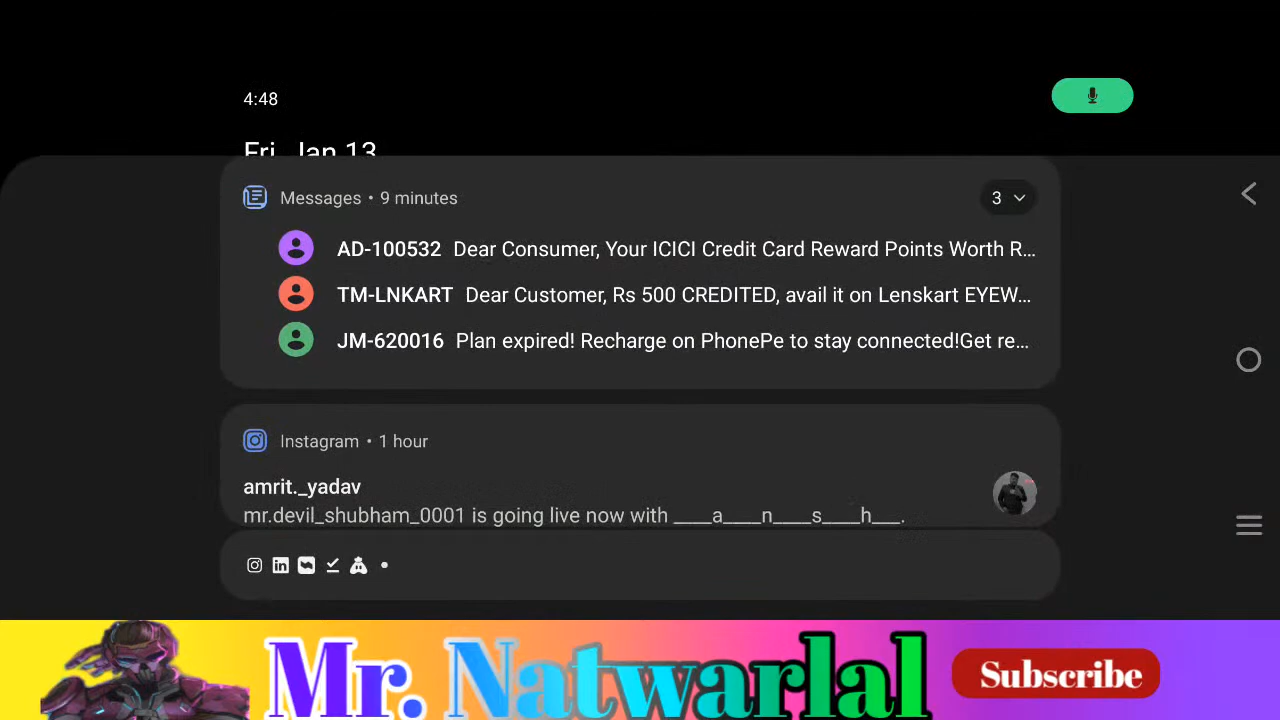 4:48
Fri, Jan 13
Messages • 9 minutes
3
AD-100532 Dear Consumer, Your ICICI Credit Card Reward Points Worth R...
TM-LNKART Dear Customer, Rs 500 CREDITED, avail it on Lenskart EYEW...
JM-620016 Plan expired! Recharge on PhonePe to stay connected!Get re...
Instagram • 1 hour
amrit._yadav
mr.devil_shubham_0001 is going live now with ____a____n____s____h___.
Mr. Natwarlal
Subscribe